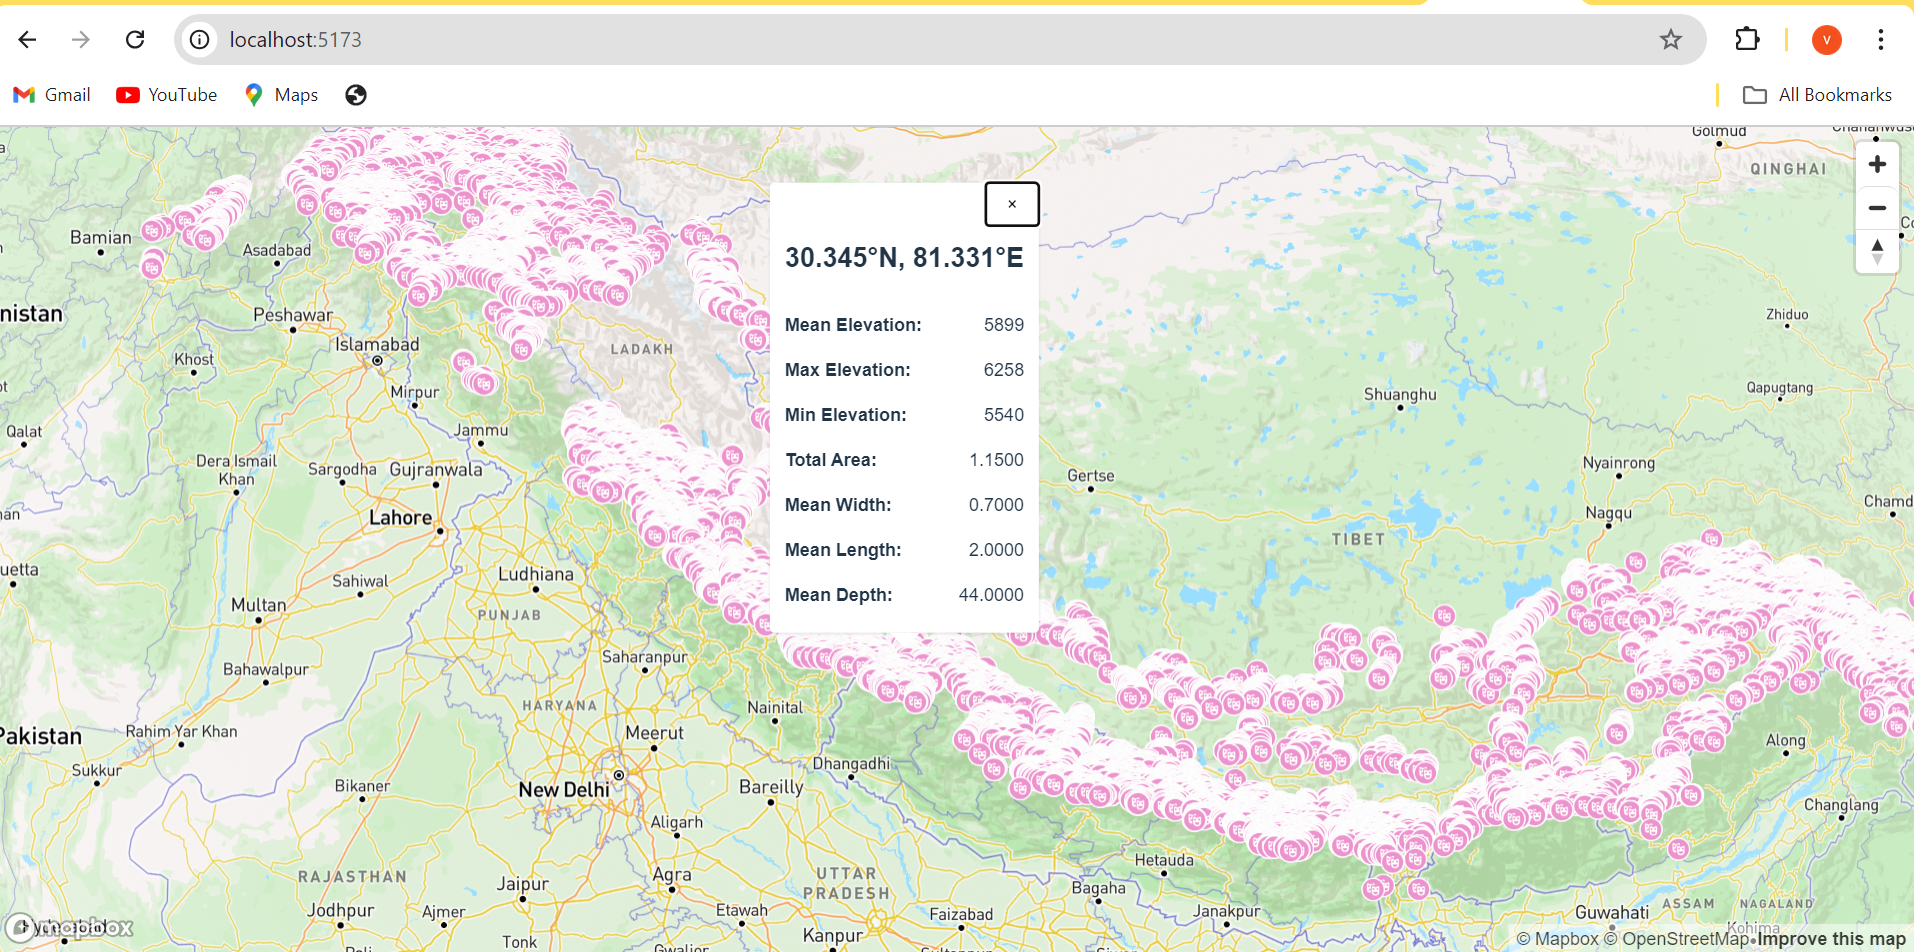 localhost:5173
V
Gmail
YouTube
Maps
All Bookmarks
Golmud
QINGHAI
Bamian
Asadabad
×
30.345°N, 81.331°E
nistan
Peshawar
Zhiduo
Mean Elevation: 5899
Islamabad
LADAKH
Khost
Max Elevation: 6258
Mirpur
Shuanghu
Qapugtang
Min Elevation: 5540
Qalat
Jammu
Dera Ismail
Khan
Sargodha
Gujranwala
Total Area: 1.1500
Gertse
Nyainrong
Chamd
Mean Width: 0.7000
Lahore
Nagqu
TIBET
Mean Length: 2.0000
uetta
Sahiwal
Ludhiana
Mean Depth: 44.0000
Multan
PUNJAB
Bahawalpur
Saharanpur
HARYANA
Nainital
Pakistan
Rahim Yar Khan
Meerut
Along
Sukkur
Dhangadhi
Bikaner
New Delhi
Bareilly
Changlang
Aligarh
Hetauda
RAJASTHAN
Jaipur
Agra
UTTAR
PRADESH
Bagaha
ASSAM
NAGALAND
Jodhpur
Ajmer
Etawah
Faizabad
Janakpur
Guwahati
Kohima
mapbox
Tonk
Gwalior
Kanpur
© Mapbox © OpenStreetMap Improve this map